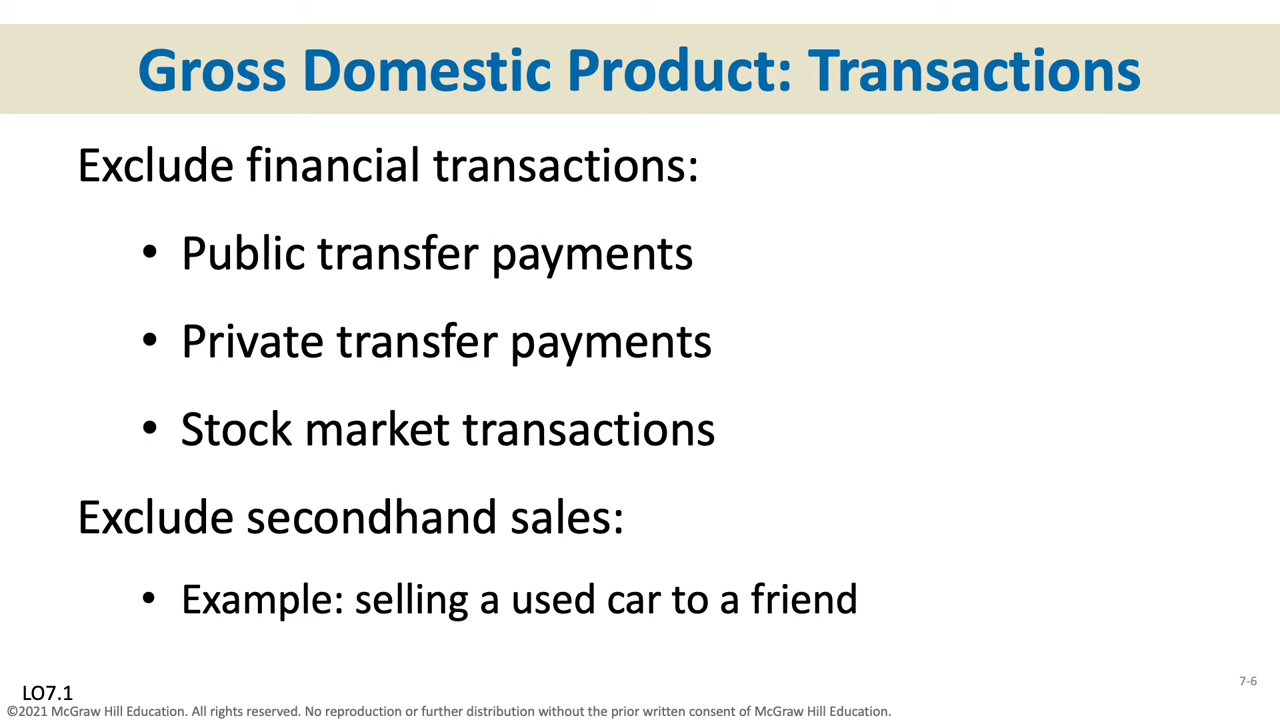 Gross Domestic Product: Transactions
Exclude financial transactions:
• Public transfer payments
• Private transfer payments
• Stock market transactions
Exclude secondhand sales:
• Example: selling a used car to a friend
7-6
LO7.1
©2021 McGraw Hill Education. All rights reserved. No reproduction or further distribution without the prior written consent of McGraw Hill Education.